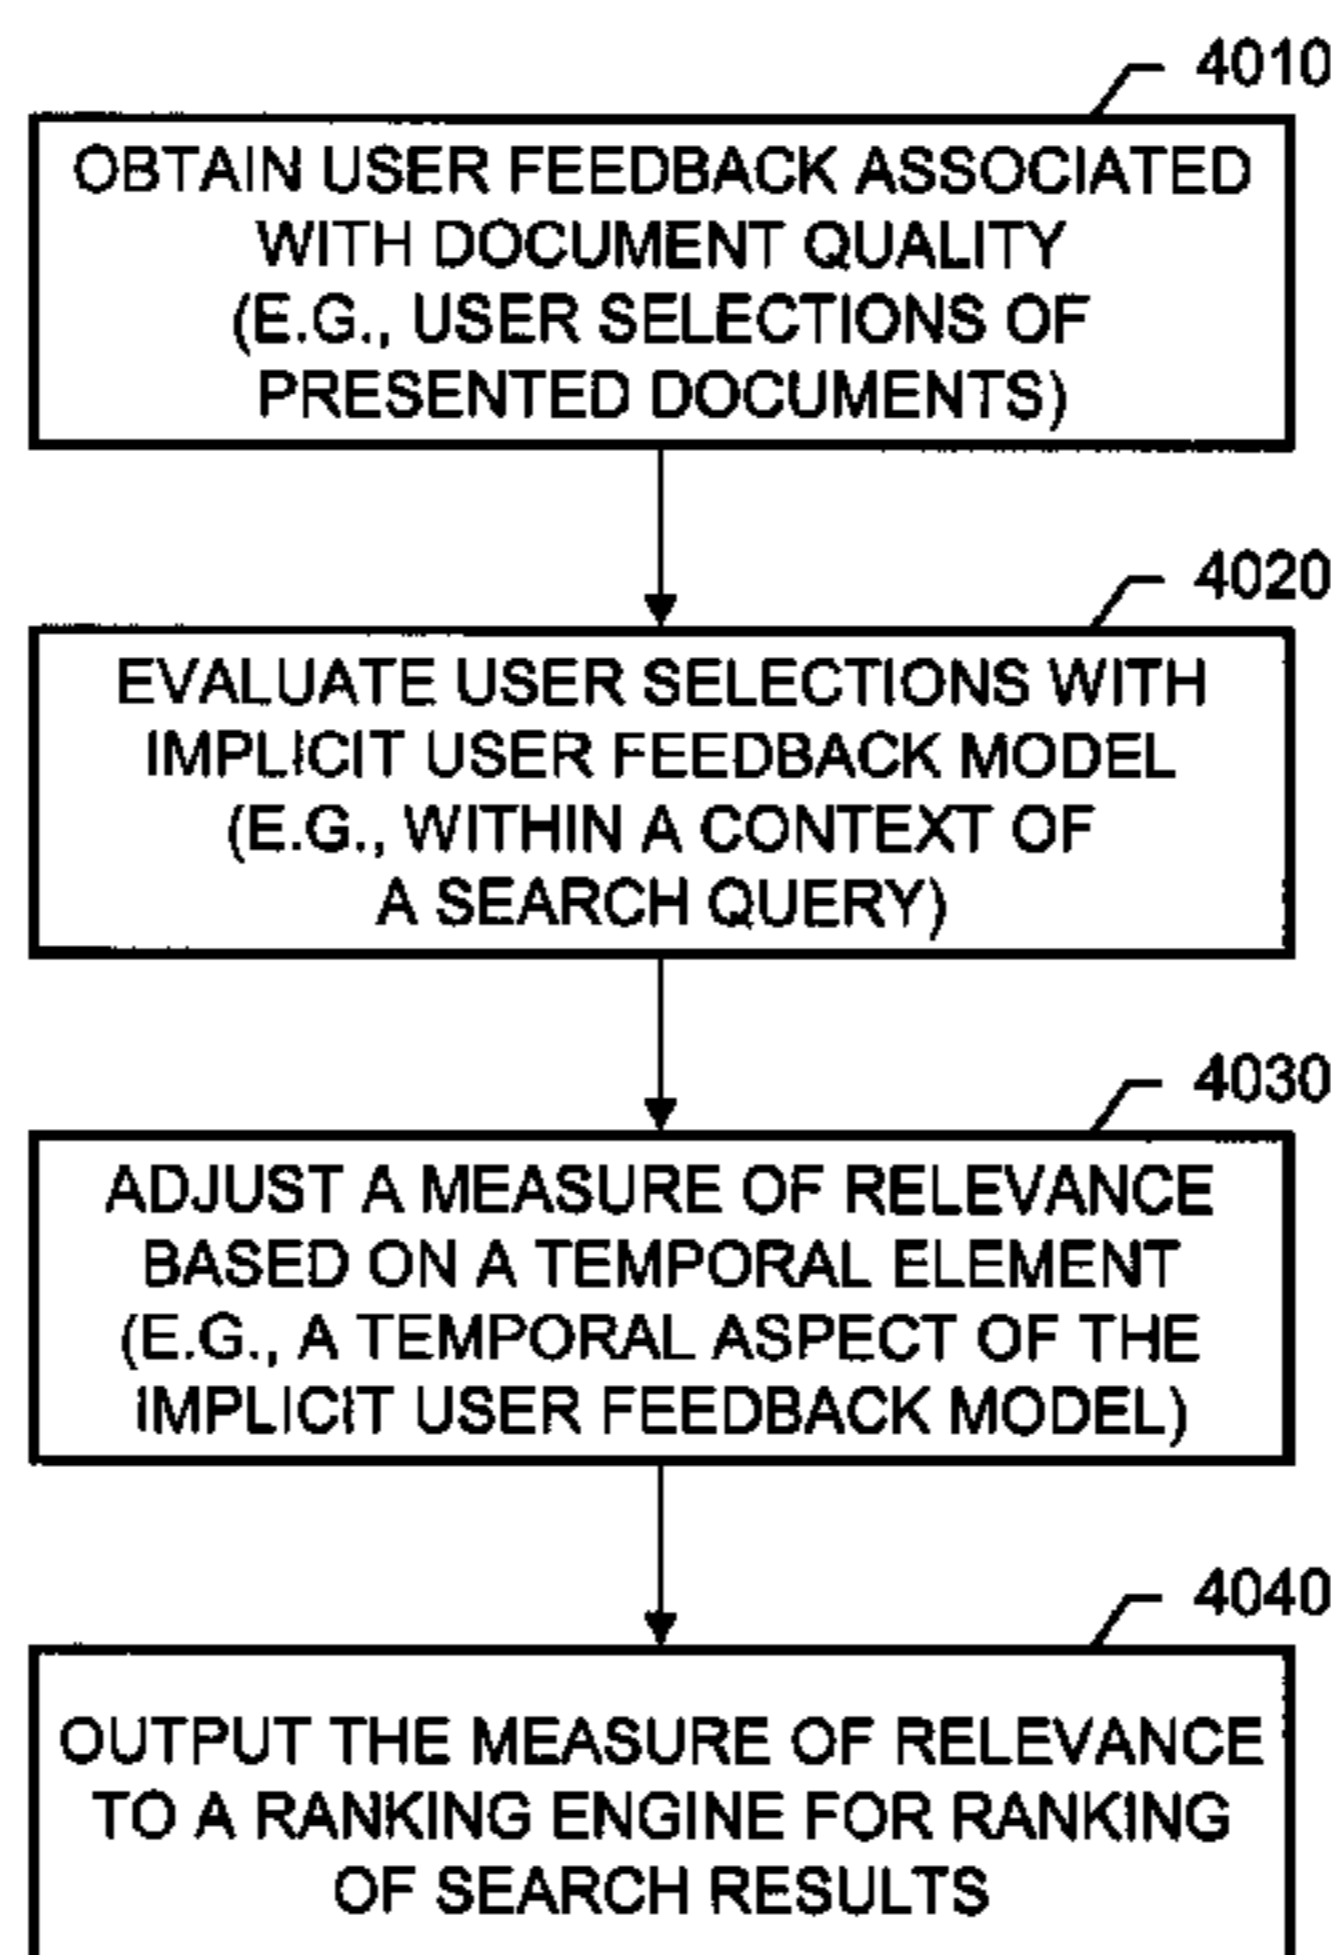 4010
OBTAIN USER FEEDBACK ASSOCIATED
WITH DOCUMENT QUALITY
(E.G., USER SELECTIONS OF
PRESENTED DOCUMENTS)
4020
EVALUATE USER SELECTIONS WITH
IMPLICIT USER FEEDBACK MODEL
(E.G., WITHIN A CONTEXT OF
A SEARCH QUERY)
4030
ADJUST A MEASURE OF RELEVANCE
BASED ON A TEMPORAL ELEMENT
(E.G., A TEMPORAL ASPECT OF THE
IMPLICIT USER FEEDBACK MODEL)
4040
OUTPUT THE MEASURE OF RELEVANCE
TO A RANKING ENGINE FOR RANKING
OF SEARCH RESULTS